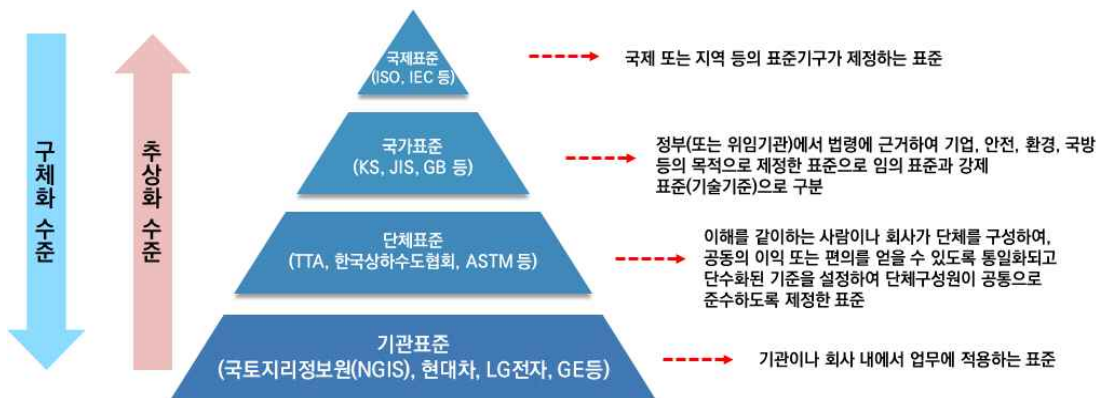 구체화 수준
추상화 수준
국제표준
(ISO, IEC 등)
국제 또는 지역 등의 표준기구가 제정하는 표준
국가표준
(KS, JIS, GB 등)
정부(또는 위임기관)에서 법령에 근거하여 기업, 안전, 환경, 국방
등의 목적으로 제정한 표준으로 임의 표준과 강제
표준(기술기준)으로 구분
단체표준
(TTA, 한국상하수도협회, ASTM 등)
이해를 같이하는 사람이나 회사가 단체를 구성하여,
공동의 이익 또는 편의를 얻을 수 있도록 통일화되고
단수화된 기준을 설정하여 단체구성원이 공통으로
준수하도록 제정한 표준
기관표준
(국토지리정보원(NGIS), 현대차, LG전자, GE등)
기관이나 회사 내에서 업무에 적용하는 표준